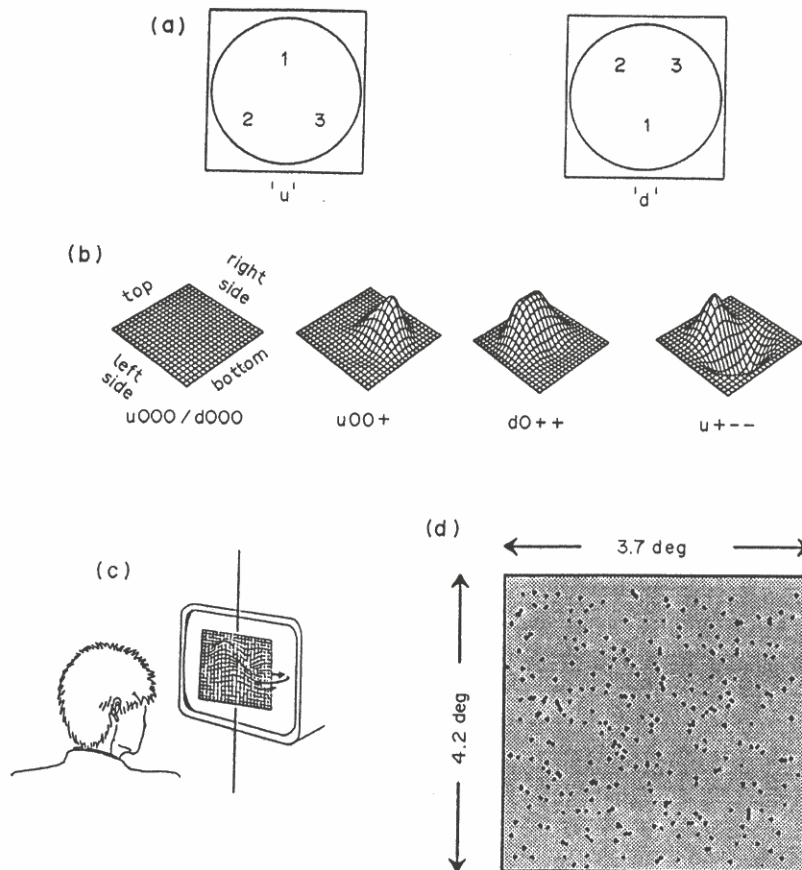 (a)
1
2 3
'u'
2 3
1
'd'
(b)
top
right side
left side
bottom
u000/d000
u00+
d0++
u+--
(c)
(d)
3.7 deg
4.2 deg